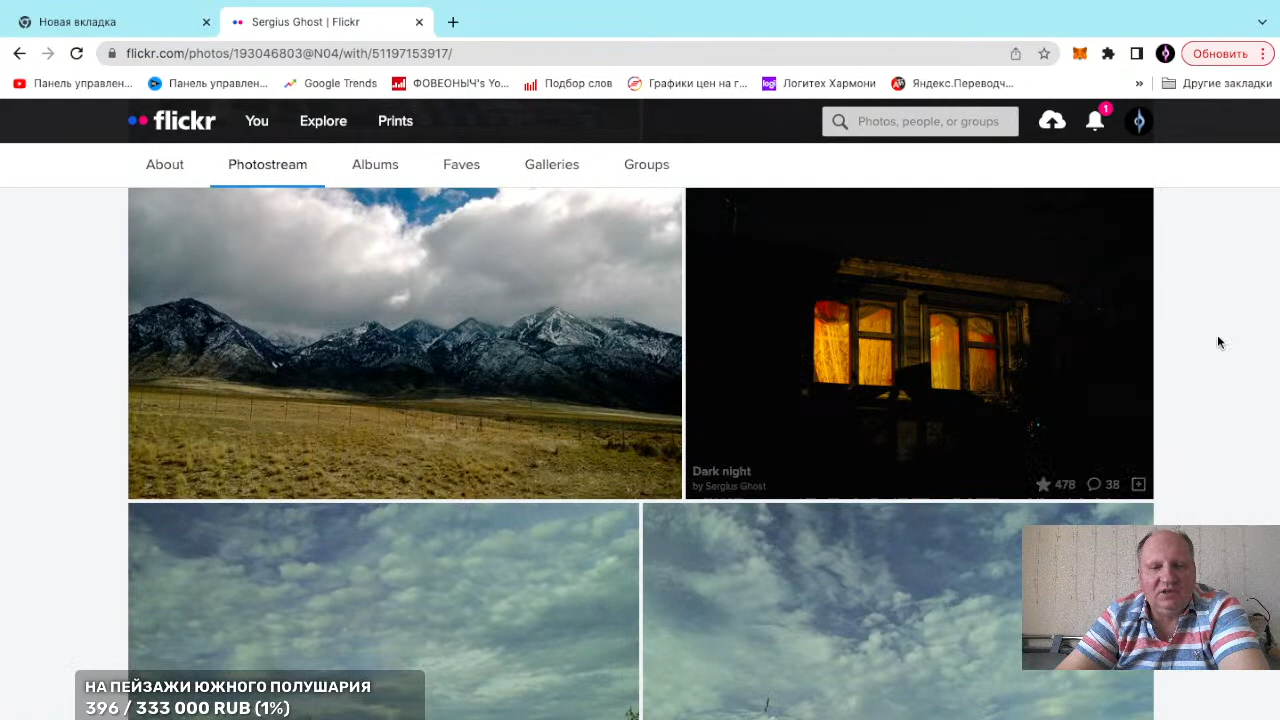 Новая вкладка
Sergius Ghost | Flickr
flickr.com/photos/193046803@N04/with/51197153917/
Обновить
Панель управлен...
Панель управлен...
Google Trends
ФОВЕОНЫЧ's Yo...
Подбор слов
Графики цен на г...
logi
Логитех Хармони
Яндекс.Переводч...
»
Другие закладки
flickr
You
Explore
Prints
Photos, people, or groups
1
About
Photostream
Albums
Faves
Galleries
Groups
Dark night
by Sergius Ghost
478
38
НА ПЕЙЗАЖИ ЮЖНОГО ПОЛУШАРИЯ
396 / 333 000 RUB (1%)